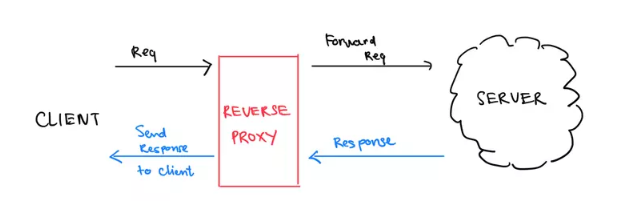 Req
Forward
Req
CLIENT
REVERSE
PROXY
SERVER
Send
Response
to Client
Response